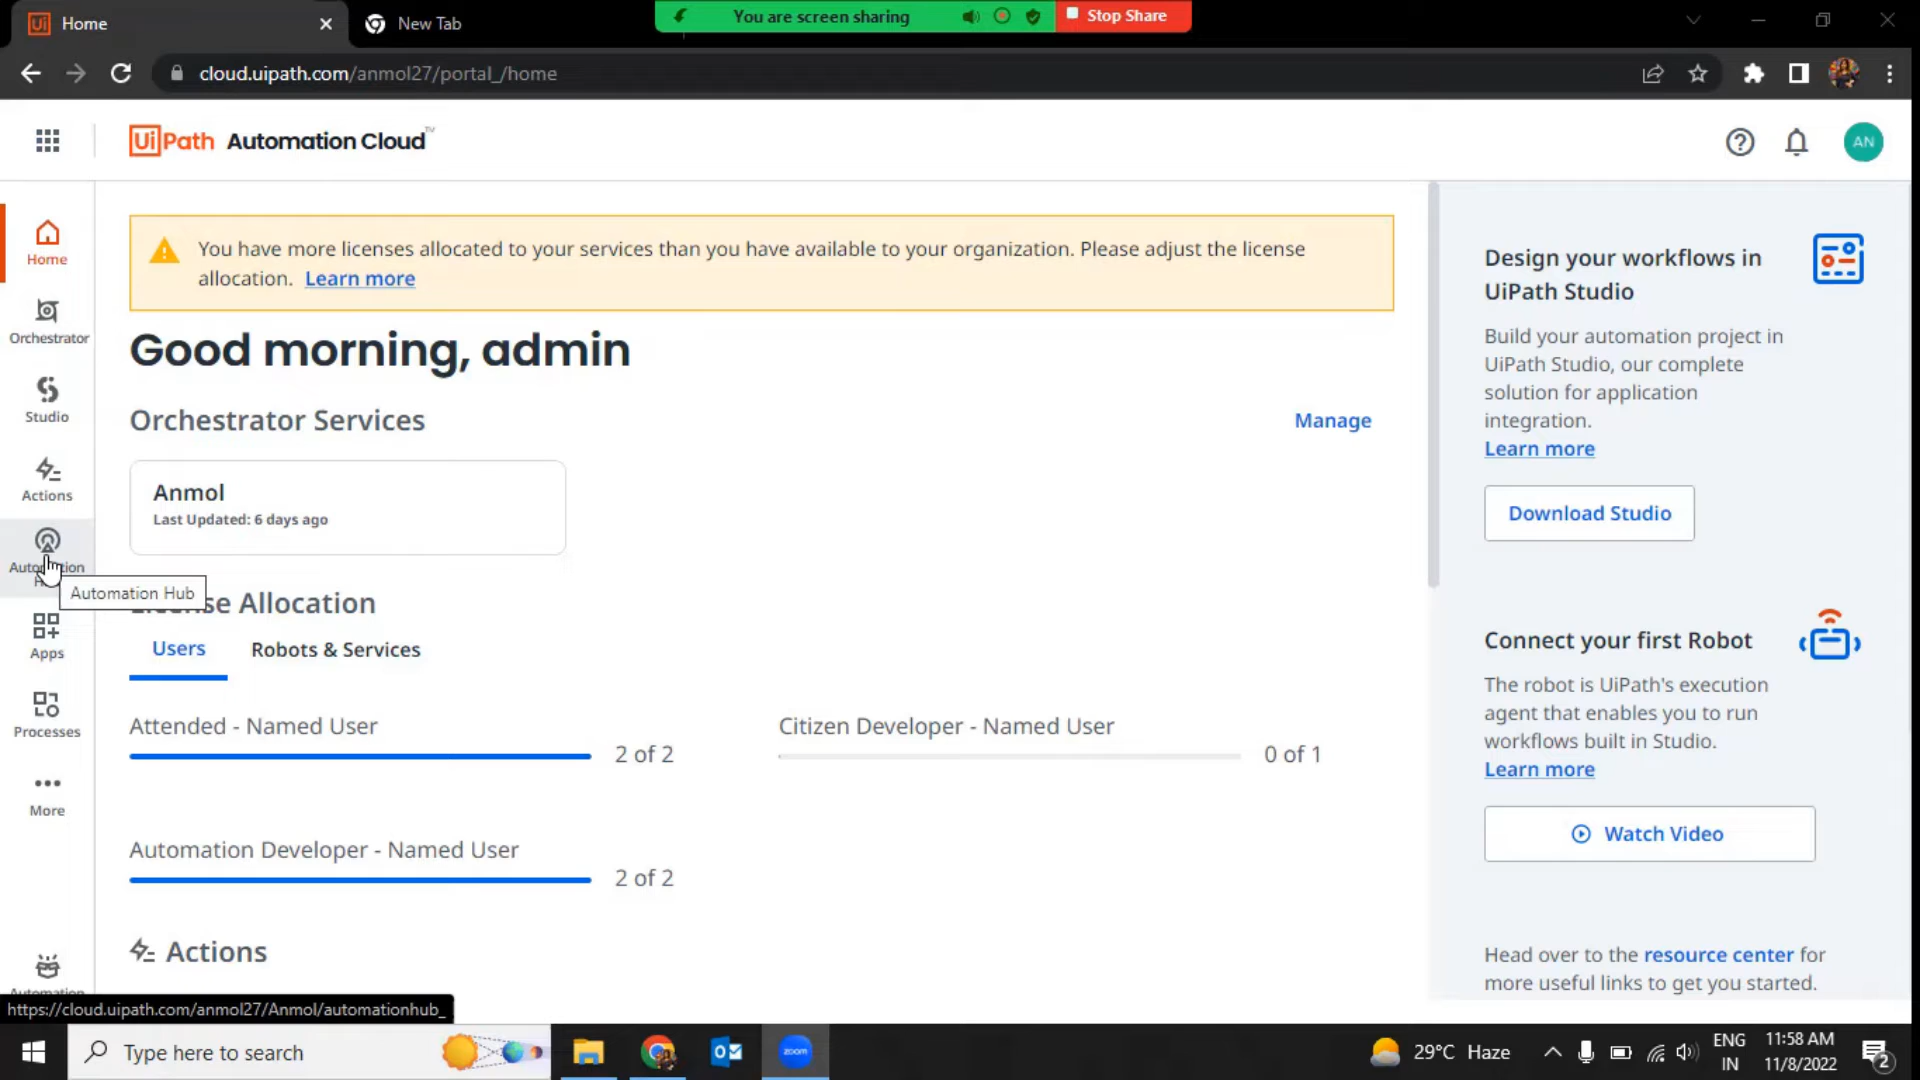 Home
New Tab
You are screen sharing
Stop Share
cloud.uipath.com/anmol27/portal_/home
UiPath Automation Cloud™
AN
Home
Orchestrator
Studio
Actions
Automation Hub
Apps
Processes
More
You have more licenses allocated to your services than you have available to your organization. Please adjust the license
allocation. Learn more
Good morning, admin
Orchestrator Services
Manage
Anmol
Last Updated: 6 days ago
se Allocation
Users
Robots & Services
Attended - Named User
2 of 2
Citizen Developer - Named User
0 of 1
Automation Developer - Named User
2 of 2
Actions
Design your workflows in
UiPath Studio
Build your automation project in
UiPath Studio, our complete
solution for application
integration.
Learn more
Download Studio
Connect your first Robot
The robot is UiPath's execution
agent that enables you to run
workflows built in Studio.
Learn more
Watch Video
Head over to the resource center for
more useful links to get you started.
https://cloud.uipath.com/anmol27/Anmol/automationhub_
Type here to search
zoom
29°C Haze
ENG
IN
11:58 AM
11/8/2022
2